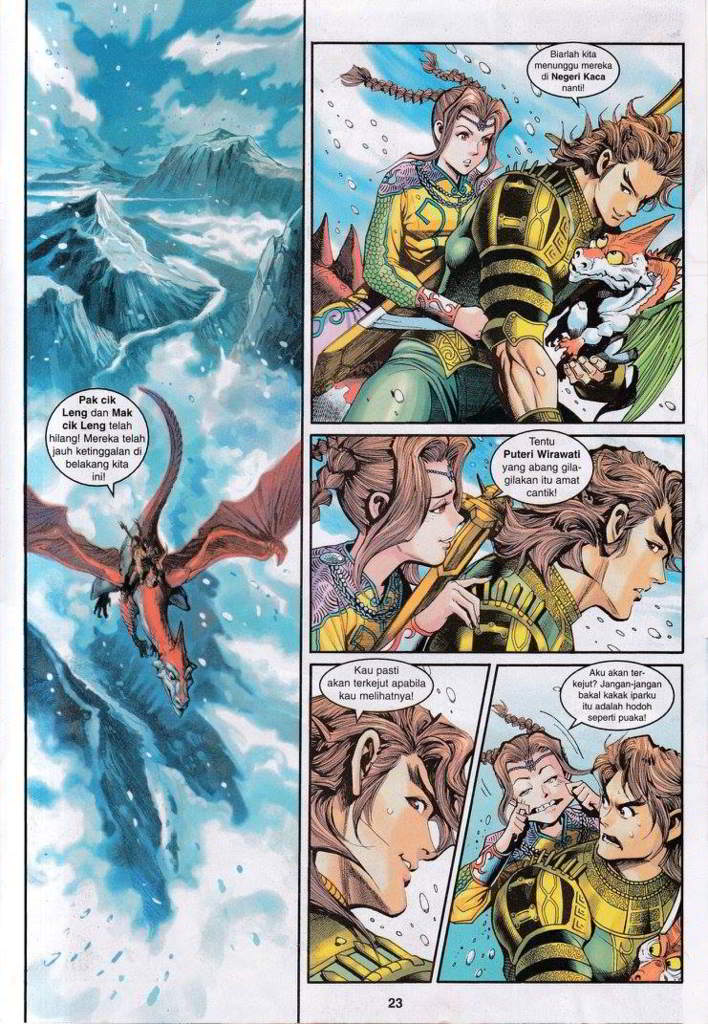 Pak cik
Leng dan Mak
cik Leng telah
hilang! Mereka telah
jauh ketinggalan di
belakang kita
ini!
Biarlah kita
menunggu mereka
di Negeri Kaca
nanti!
Tentu
Puteri Wirawati
yang abang gila-
gilakan itu amat
cantik!
Kau pasti
akan terkejut apabila
kau melihatnya!
Aku akan ter-
kejut? Jangan-jangan
bakal kakak iparku
itu adalah hodoh
seperti puaka!
23